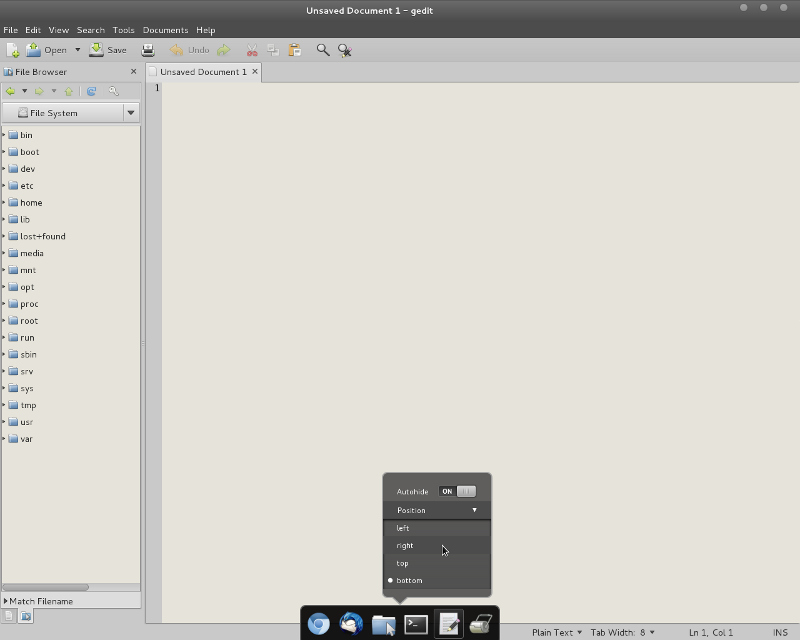 Unsaved Document 1 - gedit
File Edit View Search Tools Documents Help
Open Save Undo
File Browser
Unsaved Document 1
File System
1
bin
boot
dev
etc
home
lib
lost+found
media
mnt
opt
proc
root
run
sbin
srv
sys
tmp
usr
var
Autohide ON
Position
left
right
top
bottom
Match Filename
Plain Text Tab Width: 8 Ln 1, Col 1 INS